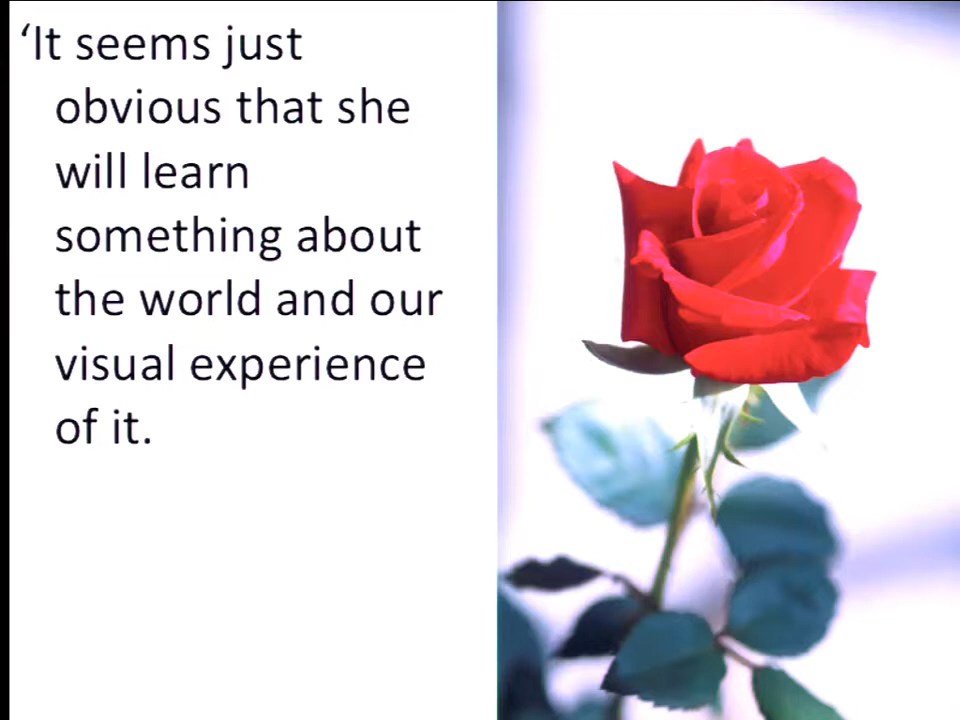 ‘It seems just
obvious that she
will learn
something about
the world and our
visual experience
of it.